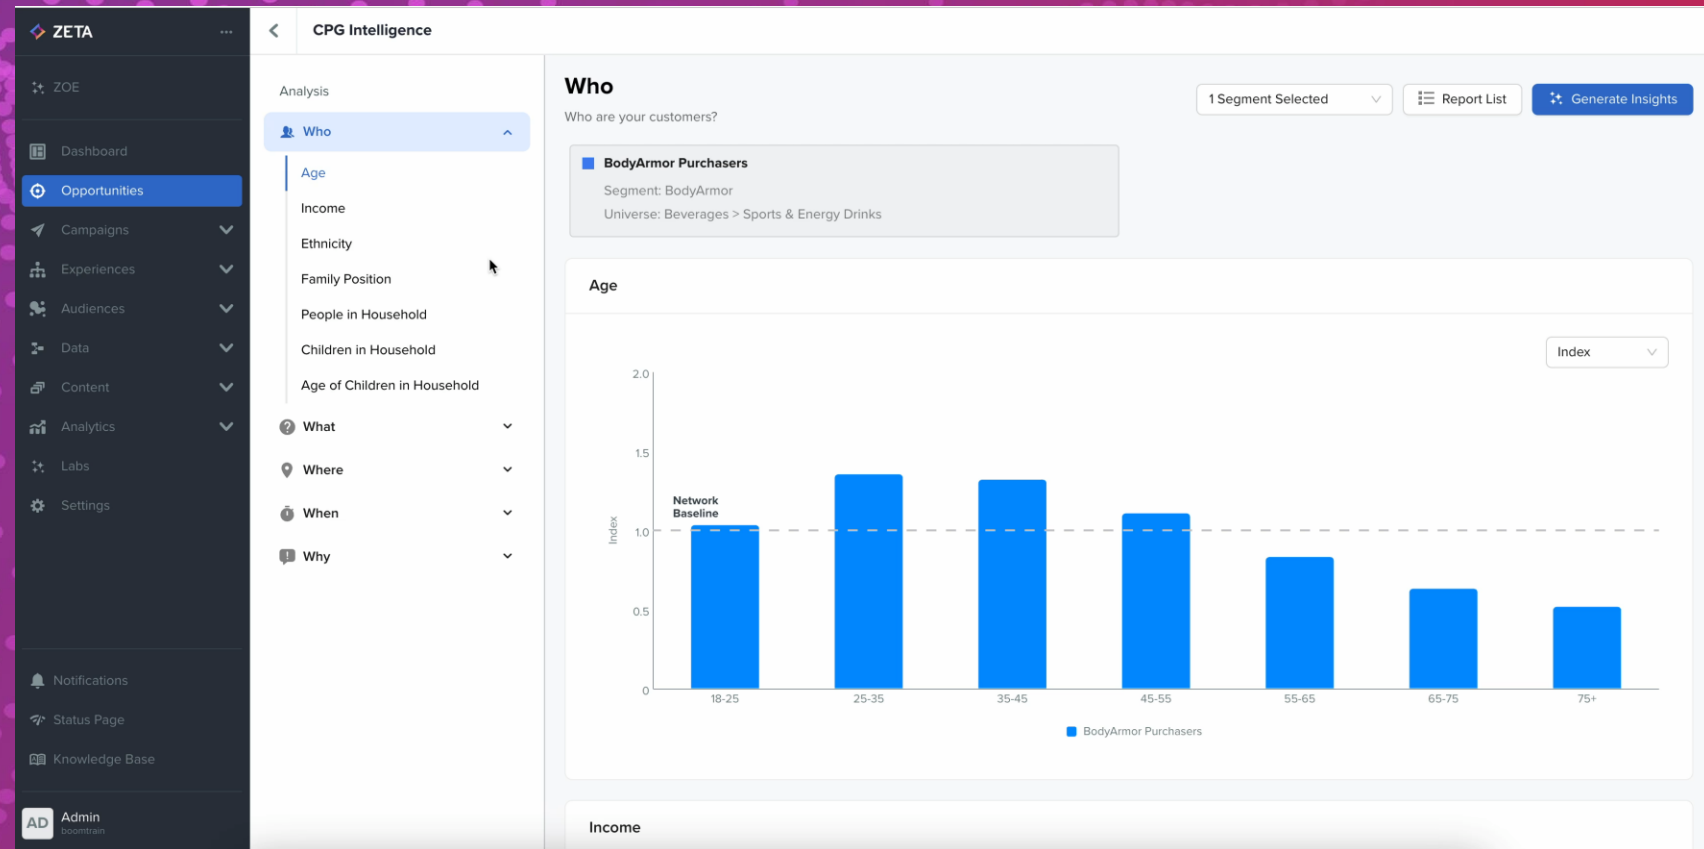 ZETA
ZOE
Dashboard
Opportunities
Campaigns
Experiences
Audiences
Data
Content
Analytics
Labs
Settings
Notifications
Status Page
Knowledge Base
AD
Admin
boomtrain
CPG Intelligence
Analysis
Who
Age
Income
Ethnicity
Family Position
People in Household
Children in Household
Age of Children in Household
What
Where
When
Why
Who
Who are your customers?
1 Segment Selected
Report List
Generate Insights
BodyArmor Purchasers
Segment: BodyArmor
Universe: Beverages > Sports & Energy Drinks
Age
Index
2.0
1.5
1.0
0.5
0
Index
Network
Baseline
18-25 25-35 35-45 45-55 55-65 65-75 75+
BodyArmor Purchasers
Income